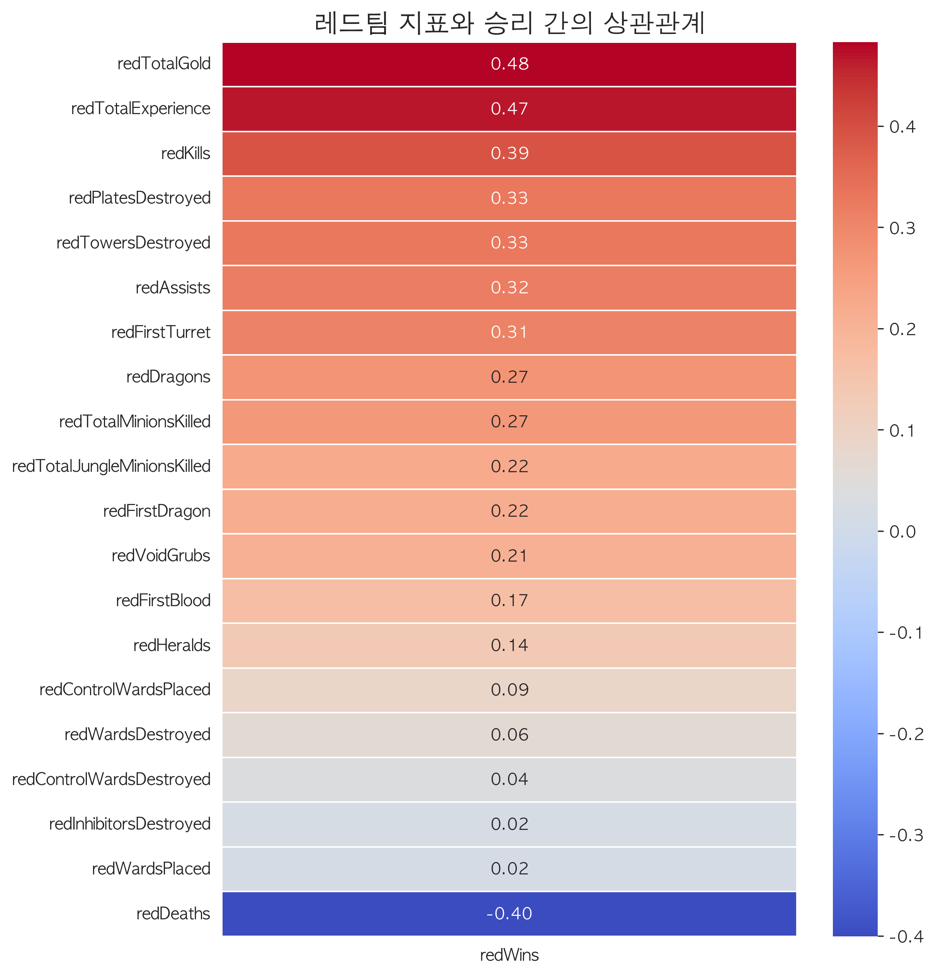 레드팀 지표와 승리 간의 상관관계
redTotalGold 0.48
redTotalExperience 0.47
redKills 0.39
redPlatesDestroyed 0.33
redTowersDestroyed 0.33
redAssists 0.32
redFirstTurret 0.31
redDragons 0.27
redTotalMinionsKilled 0.27
redTotalJungleMinionsKilled 0.22
redFirstDragon 0.22
redVoidGrubs 0.21
redFirstBlood 0.17
redHeralds 0.14
redControlWardsPlaced 0.09
redWardsDestroyed 0.06
redControlWardsDestroyed 0.04
redInhibitorsDestroyed 0.02
redWardsPlaced 0.02
redDeaths -0.40
redWins
0.4
0.3
0.2
0.1
0.0
-0.1
-0.2
-0.3
-0.4